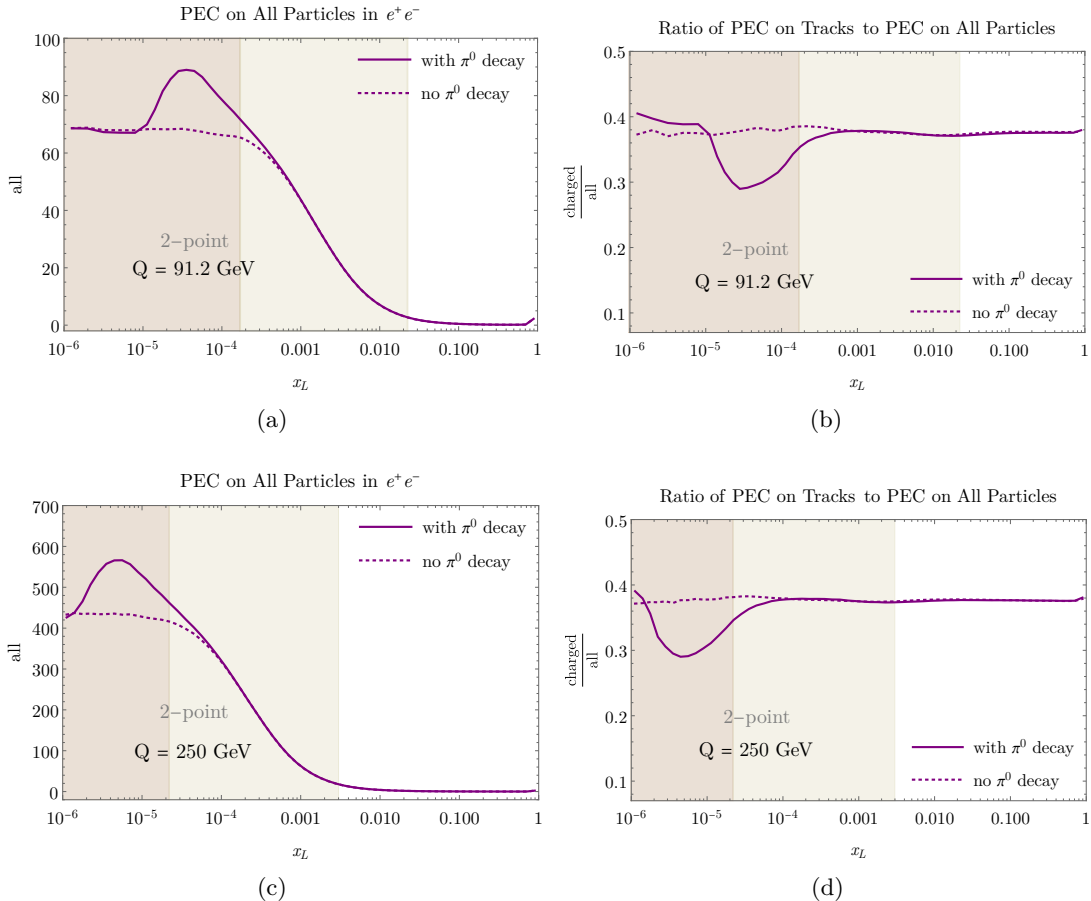 PEC on All Particles in e⁺e⁻
100
80
60
40
20
0
all
with π⁰ decay
no π⁰ decay
2-point
Q = 91.2 GeV
10⁻⁶ 10⁻⁵ 10⁻⁴ 0.001 0.010 0.100 1
x_L
(a)
Ratio of PEC on Tracks to PEC on All Particles
0.5
0.4
0.3
0.2
0.1
charged
all
2-point
Q = 91.2 GeV
with π⁰ decay
no π⁰ decay
10⁻⁶ 10⁻⁵ 10⁻⁴ 0.001 0.010 0.100 1
x_L
(b)
PEC on All Particles in e⁺e⁻
700
600
500
400
300
200
100
0
all
with π⁰ decay
no π⁰ decay
2-point
Q = 250 GeV
10⁻⁶ 10⁻⁵ 10⁻⁴ 0.001 0.010 0.100 1
x_L
(c)
Ratio of PEC on Tracks to PEC on All Particles
0.5
0.4
0.3
0.2
0.1
charged
all
2-point
Q = 250 GeV
with π⁰ decay
no π⁰ decay
10⁻⁶ 10⁻⁵ 10⁻⁴ 0.001 0.010 0.100 1
x_L
(d)